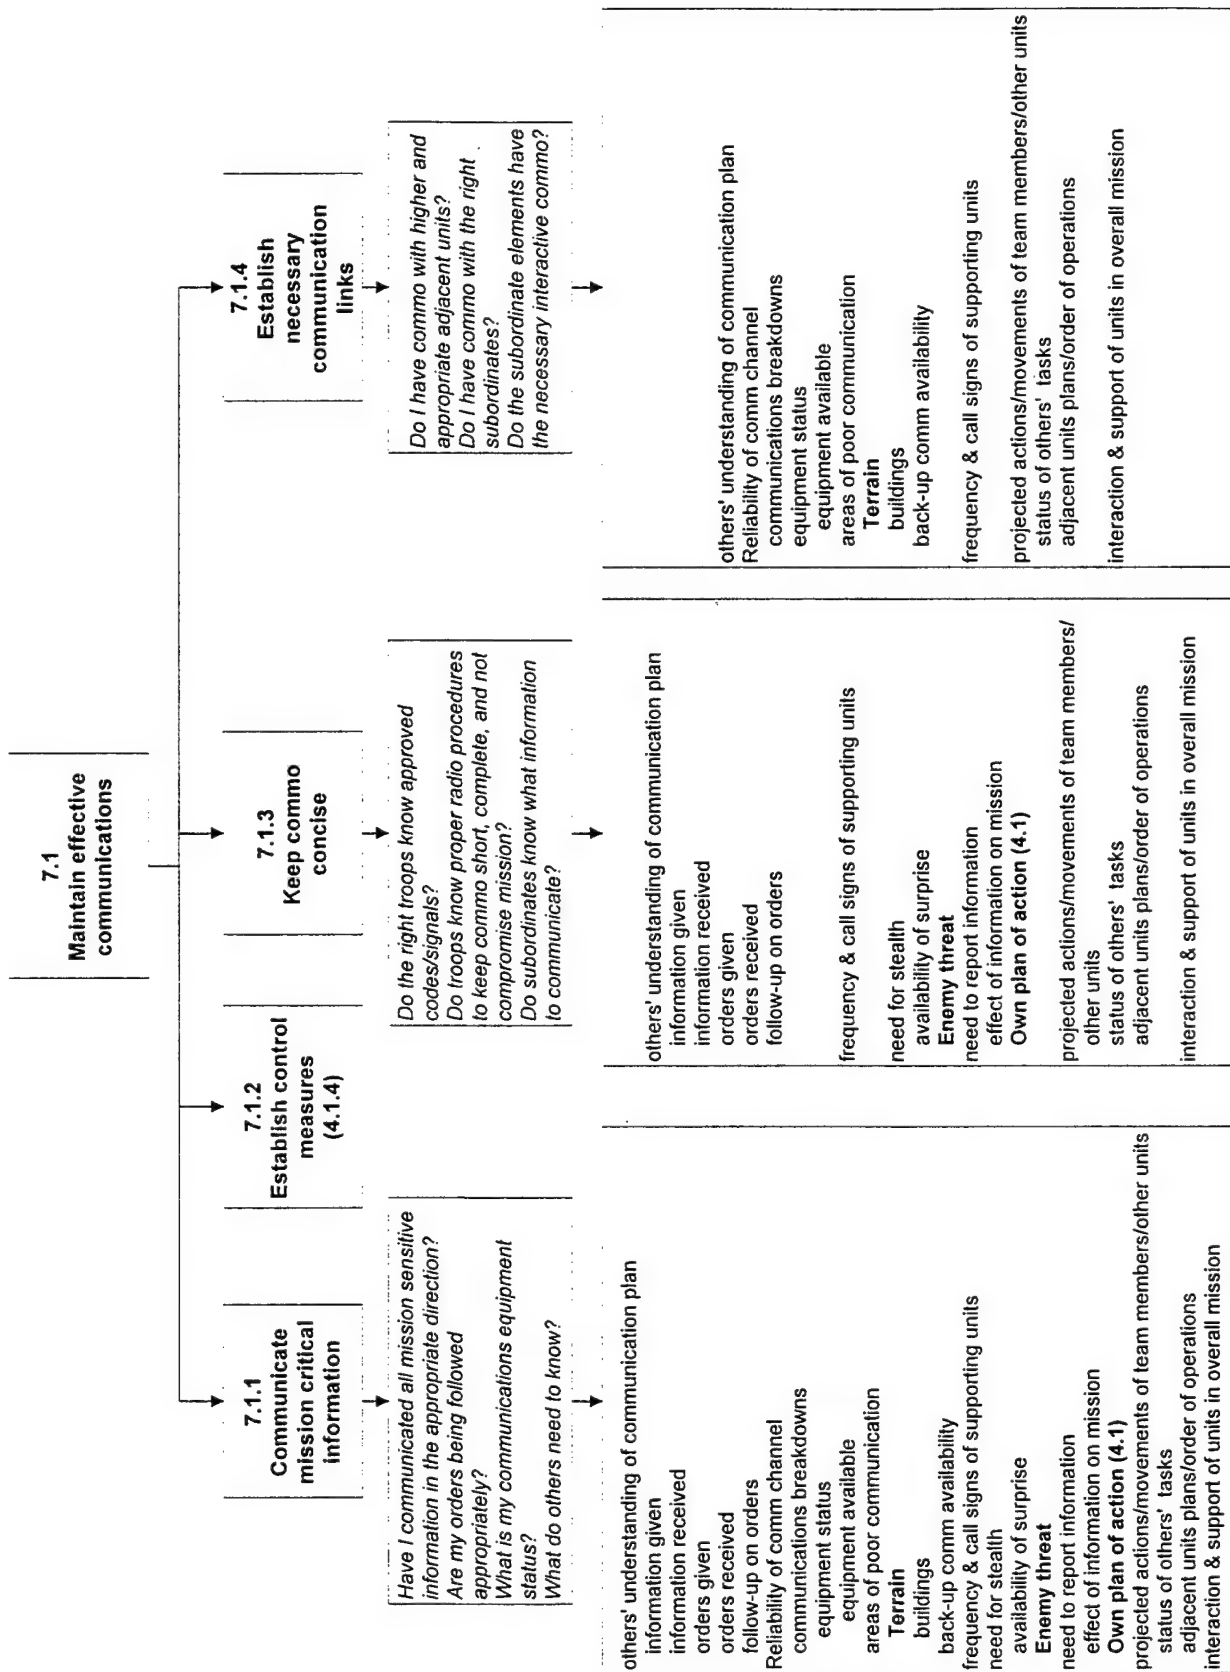 7.1
Maintain effective
communications
7.1.1
Communicate
mission critical
information
7.1.2
Establish control
measures
(4.1.4)
7.1.3
Keep commo
concise
7.1.4
Establish
necessary
communication
links
Have I communicated all mission sensitive
information in the appropriate direction?
Are my orders being followed
appropriately?
What is my communications equipment
status?
What do others need to know?
Do the right troops know approved
codes/signals?
Do troops know proper radio procedures
to keep commo short, complete, and not
compromise mission?
Do subordinates know what information
to communicate?
Do I have commo with higher and
appropriate adjacent units?
Do I have commo with the right
subordinates?
Do the subordinate elements have
the necessary interactive commo?
others' understanding of communication plan
information given
information received
orders given
orders received
follow-up on orders
Reliability of comm channel
communications breakdowns
equipment status
equipment available
areas of poor communication
Terrain
buildings
back-up comm availability
frequency & call signs of supporting units
need for stealth
availability of surprise
Enemy threat
need to report information
effect of information on mission
Own plan of action (4.1)
projected actions/movements of team members/other units
status of others' tasks
adjacent units plans/order of operations
interaction & support of units in overall mission
others' understanding of communication plan
information given
information received
orders given
orders received
follow-up on orders
frequency & call signs of supporting units
need for stealth
availability of surprise
Enemy threat
need to report information
effect of information on mission
Own plan of action (4.1)
projected actions/movements of team members/
other units
status of others' tasks
adjacent units plans/order of operations
interaction & support of units in overall mission
others' understanding of communication plan
Reliability of comm channel
communications breakdowns
equipment status
equipment available
areas of poor communication
Terrain
buildings
back-up comm availability
frequency & call signs of supporting units
projected actions/movements of team members/other units
status of others' tasks
adjacent units plans/order of operations
interaction & support of units in overall mission